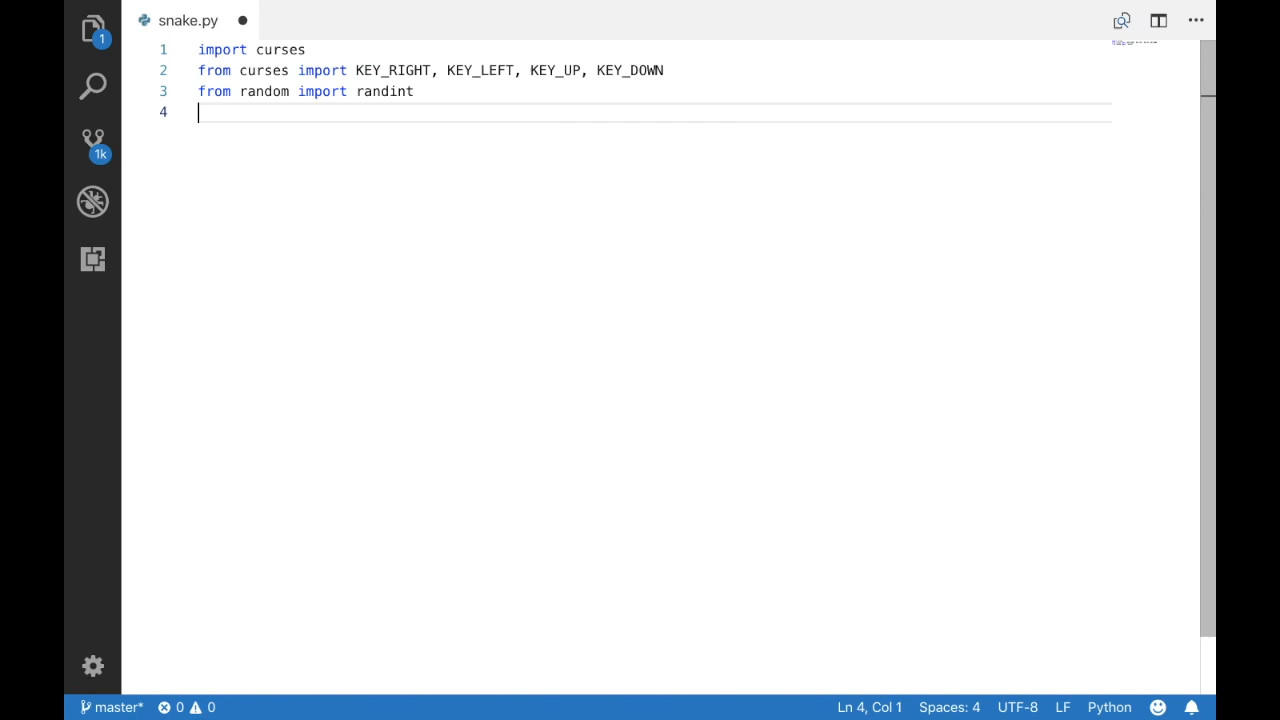 snake.py
1
1 import curses
2 from curses import KEY_RIGHT, KEY_LEFT, KEY_UP, KEY_DOWN
3 from random import randint
4
1k
master* 0 0 Ln 4, Col 1 Spaces: 4 UTF-8 LF Python